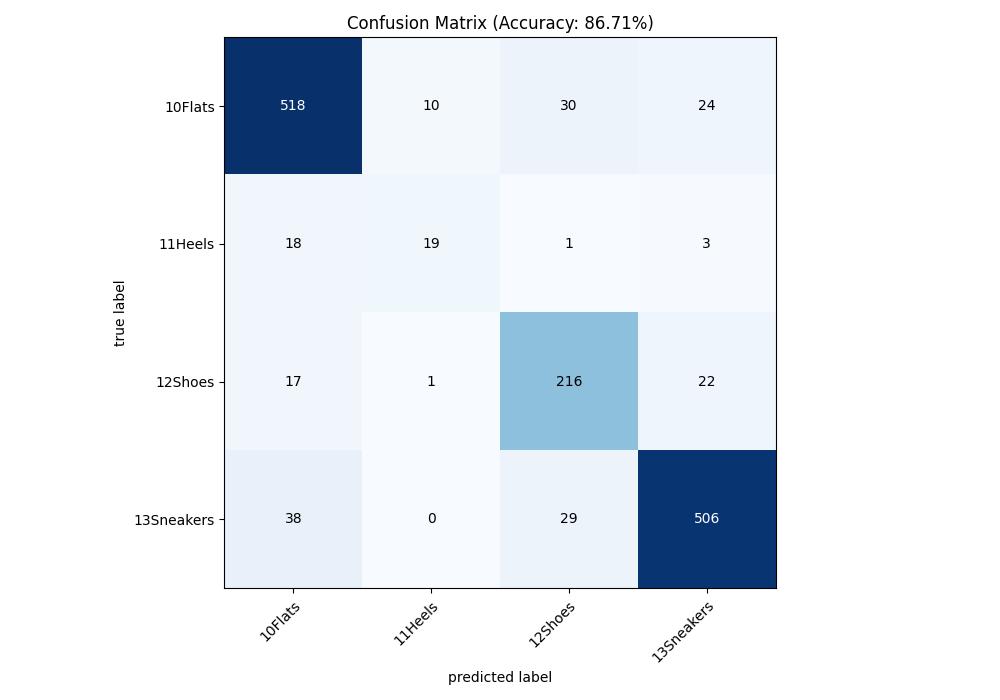 Confusion Matrix (Accuracy: 86.71%)
10Flats 518 10 30 24
11Heels 18 19 1 3
true label
12Shoes 17 1 216 22
13Sneakers 38 0 29 506
10Flats 11Heels 12Shoes 13Sneakers
predicted label